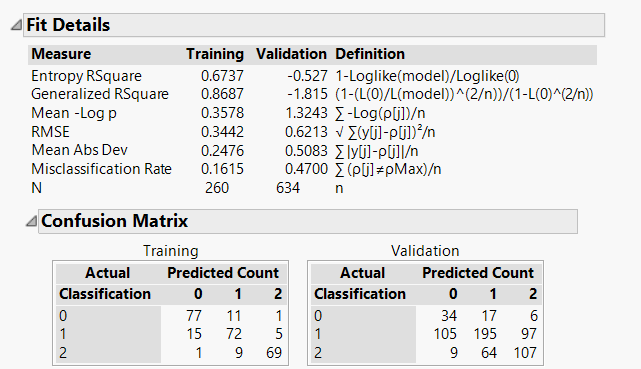 Fit Details
Measure Training Validation Definition
Entropy RSquare 0.6737 -0.527 1-Loglike(model)/Loglike(0)
Generalized RSquare 0.8687 -1.815 (1-(L(0)/L(model))^(2/n))/(1-L(0)^(2/n))
Mean -Log p 0.3578 1.3243 ∑ -Log(ρ[j])/n
RMSE 0.3442 0.6213 √ ∑(y[j]-ρ[j])²/n
Mean Abs Dev 0.2476 0.5083 ∑ |y[j]-ρ[j]|/n
Misclassification Rate 0.1615 0.4700 ∑ (ρ[j]≠ρMax)/n
N 260 634 n
Confusion Matrix
Training Validation
Actual Predicted Count Actual Predicted Count
Classification 0 1 2 Classification 0 1 2
0 77 11 1 0 34 17 6
1 15 72 5 1 105 195 97
2 1 9 69 2 9 64 107